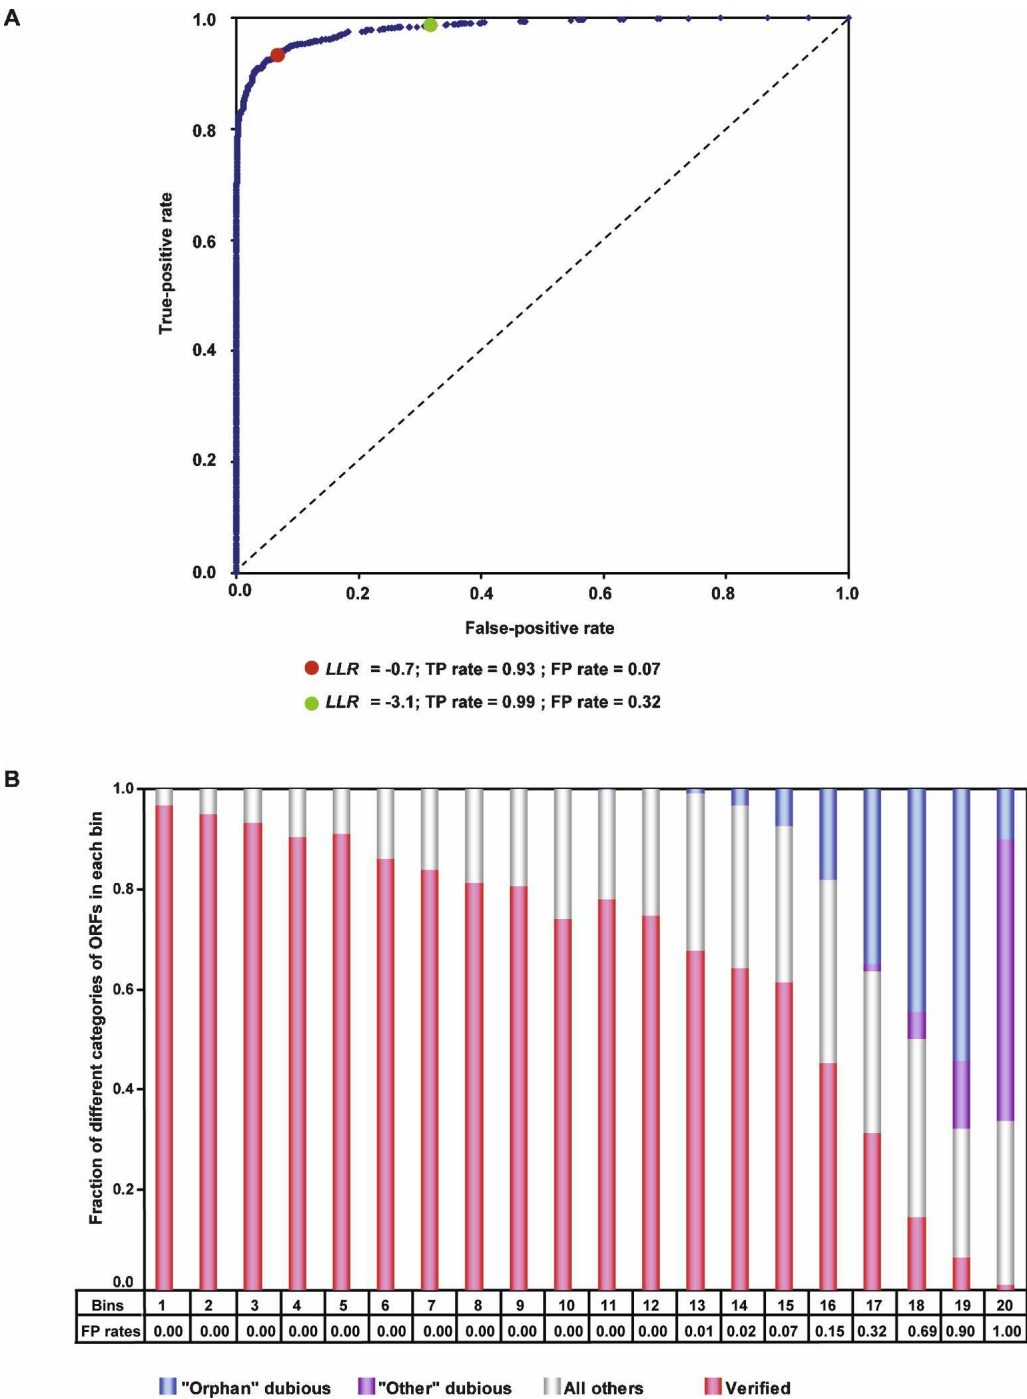 A
1.0
0.8
0.6
0.4
0.2
0.0
True-positive rate
0.0 0.2 0.4 0.6 0.8 1.0
False-positive rate
LLR = -0.7; TP rate = 0.93 ; FP rate = 0.07
LLR = -3.1; TP rate = 0.99 ; FP rate = 0.32
B
1.0
0.8
0.6
0.4
0.2
0.0
Fraction of different categories of ORFs in each bin
Bins 1 2 3 4 5 6 7 8 9 10 11 12 13 14 15 16 17 18 19 20
FP rates 0.00 0.00 0.00 0.00 0.00 0.00 0.00 0.00 0.00 0.00 0.00 0.00 0.01 0.02 0.07 0.15 0.32 0.69 0.90 1.00
"Orphan" dubious "Other" dubious All others Verified